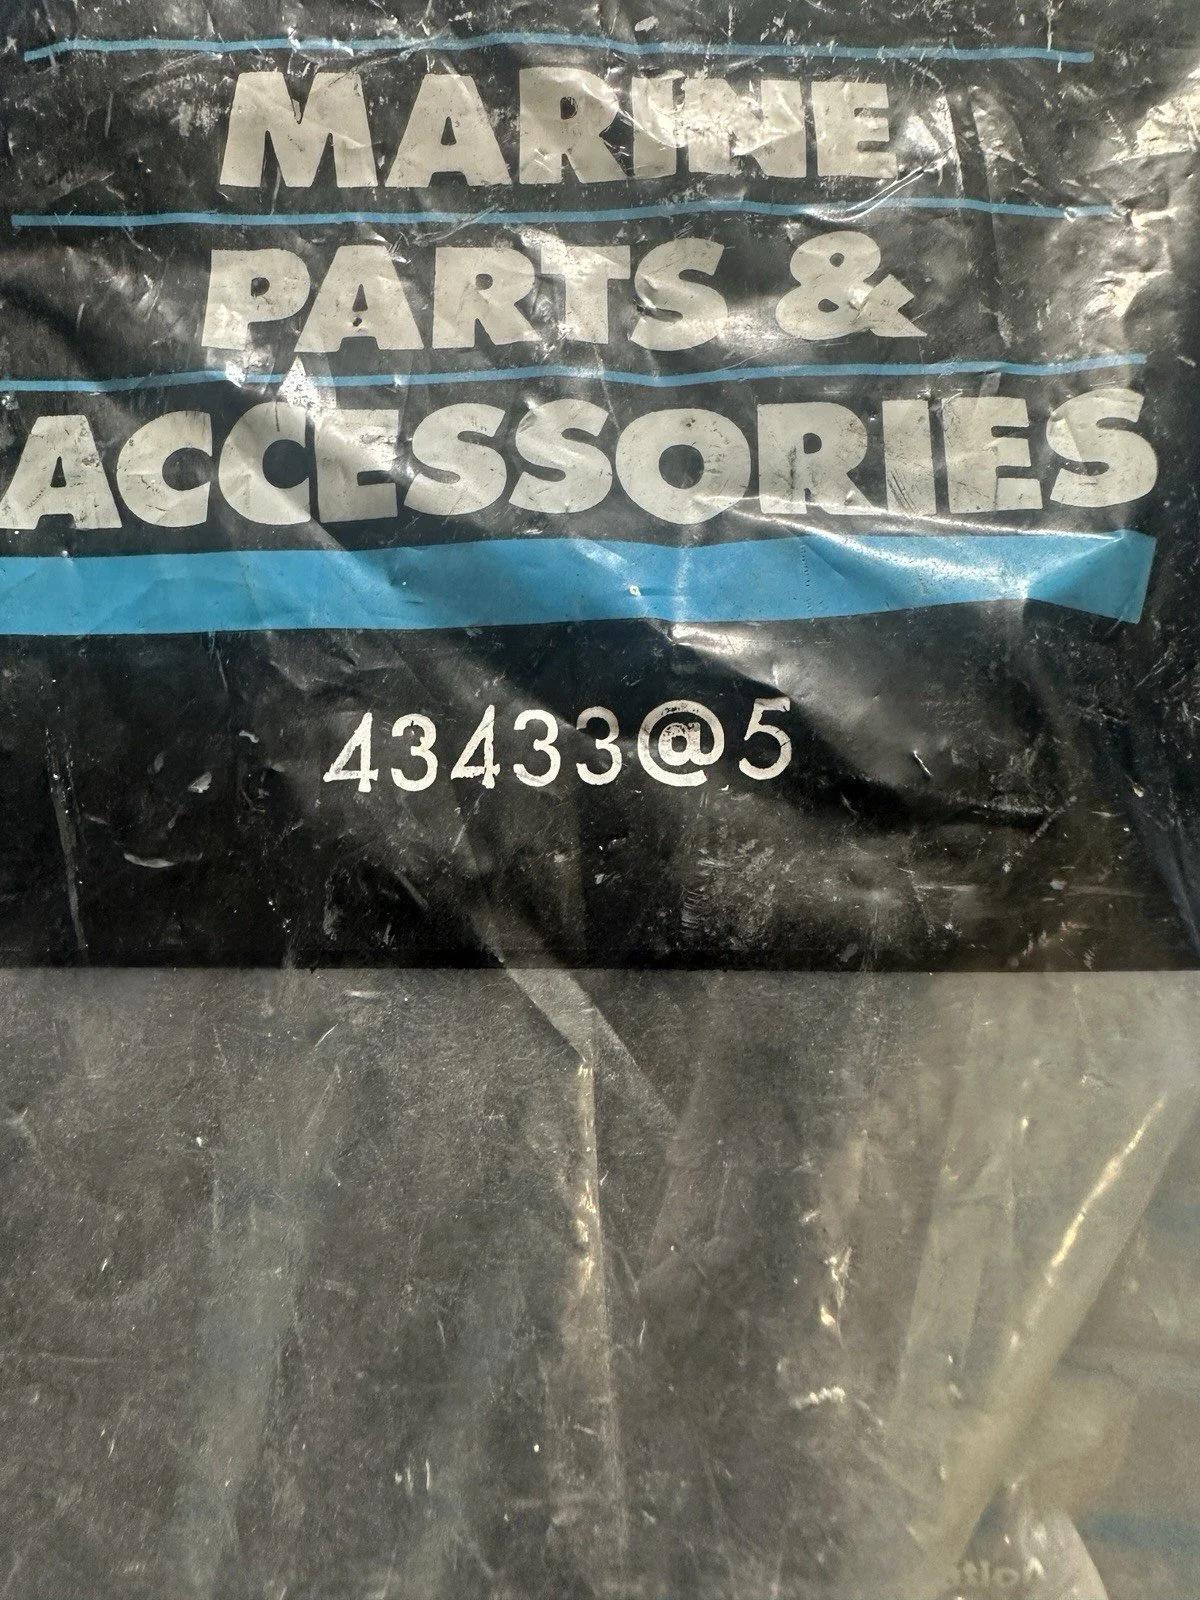 MARINE
PARTS &
ACCESSORIES
43433@5